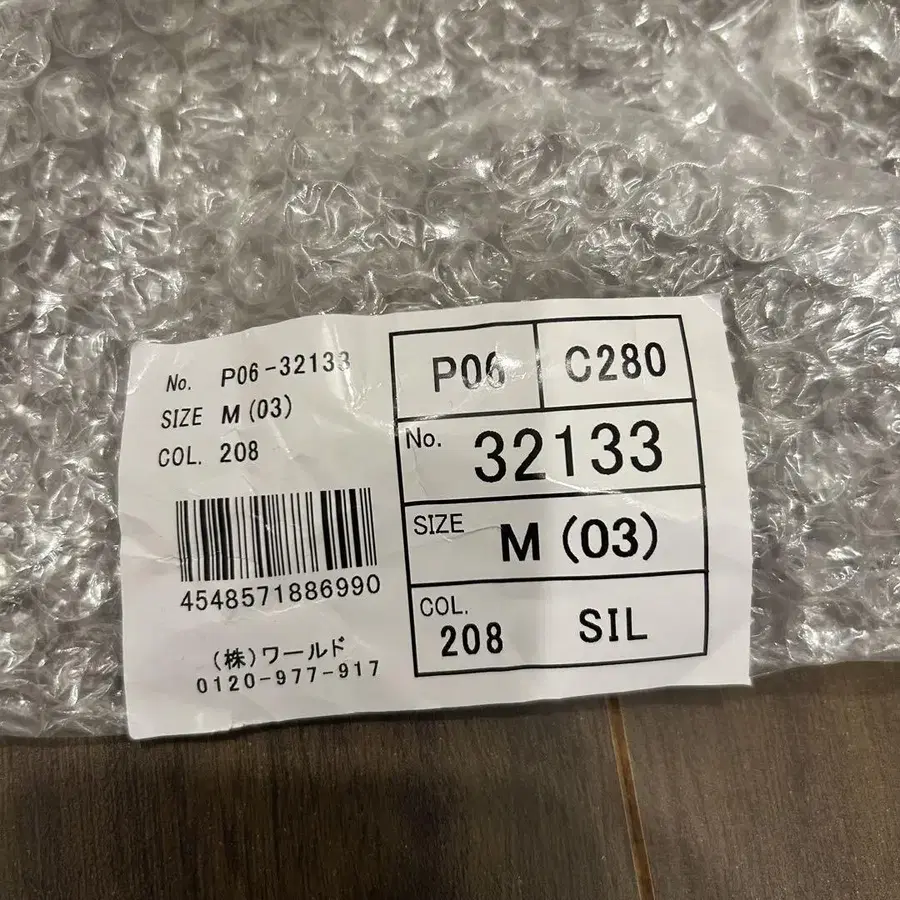 No. P06-32133
SIZE M (03)
COL. 208
4548571886990
(株)ワールド
0120-977-917
P06 C280
No. 32133
SIZE M (03)
COL. 208 SIL